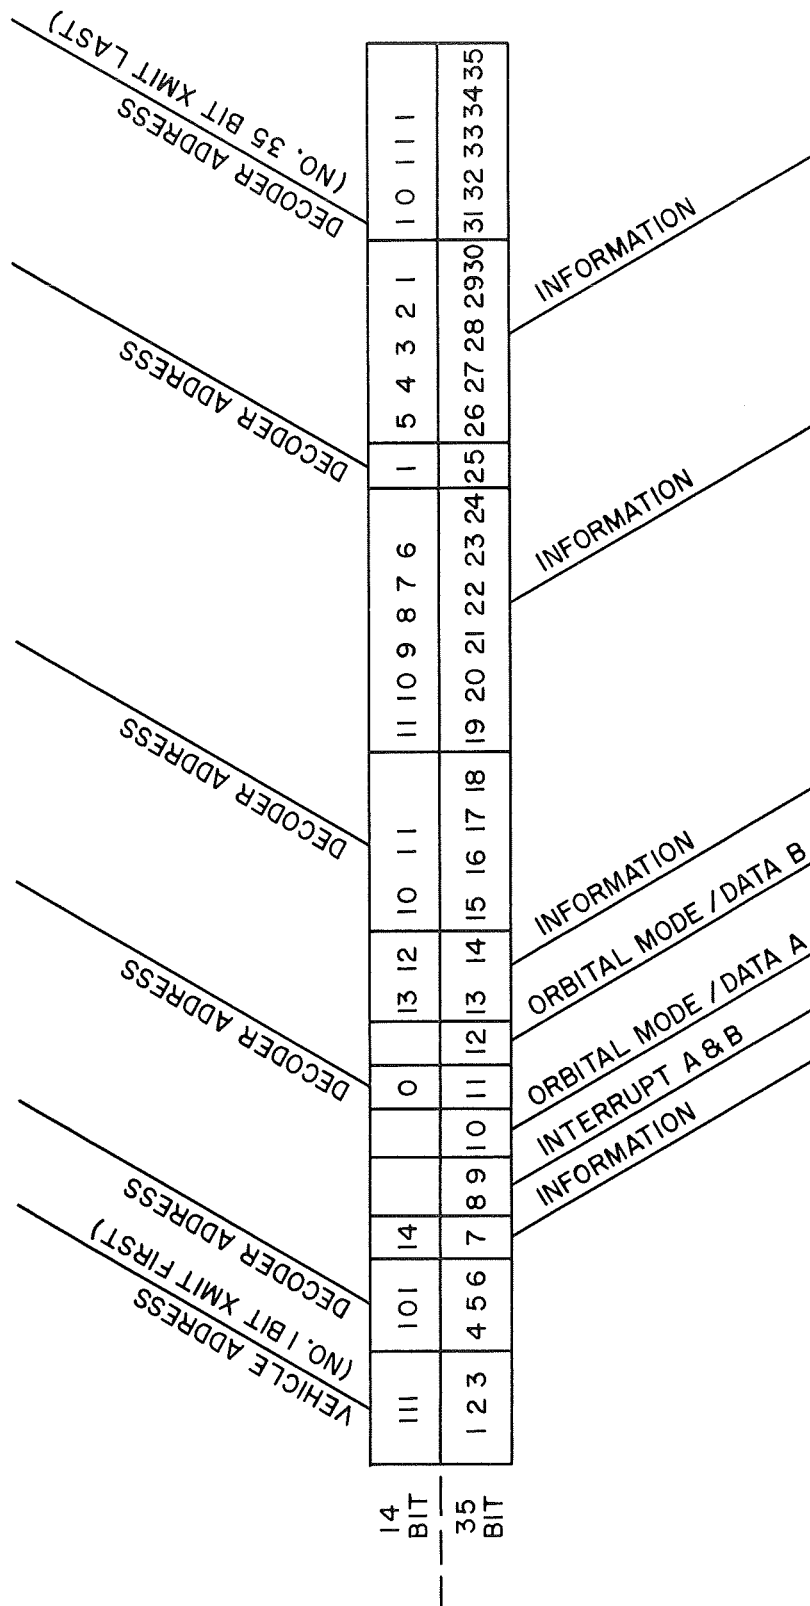 VEHICLE ADDRESS
(NO. 1 BIT XMIT FIRST)
DECODER ADDRESS
DECODER ADDRESS
DECODER ADDRESS
DECODER ADDRESS
DECODER ADDRESS
(NO. 35 BIT XMIT LAST)
14
BIT
111 101 14 0 13 12 10 11 11 10 9 8 7 6 1 5 4 3 2 1 10 111
35
BIT
1 2 3 4 5 6 7 8 9 10 11 12 13 14 15 16 17 18 19 20 21 22 23 24 25 26 27 28 29 30 31 32 33 34 35
INFORMATION
INTERRUPT A & B
ORBITAL MODE / DATA A
ORBITAL MODE / DATA B
INFORMATION
INFORMATION
INFORMATION